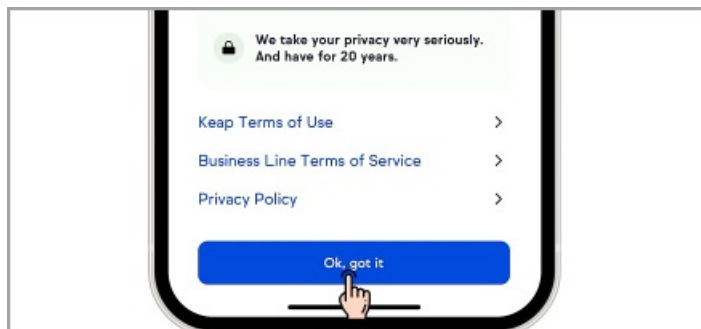 We take your privacy very seriously.
And have for 20 years.
Keap Terms of Use
Business Line Terms of Service
Privacy Policy
Ok, got it